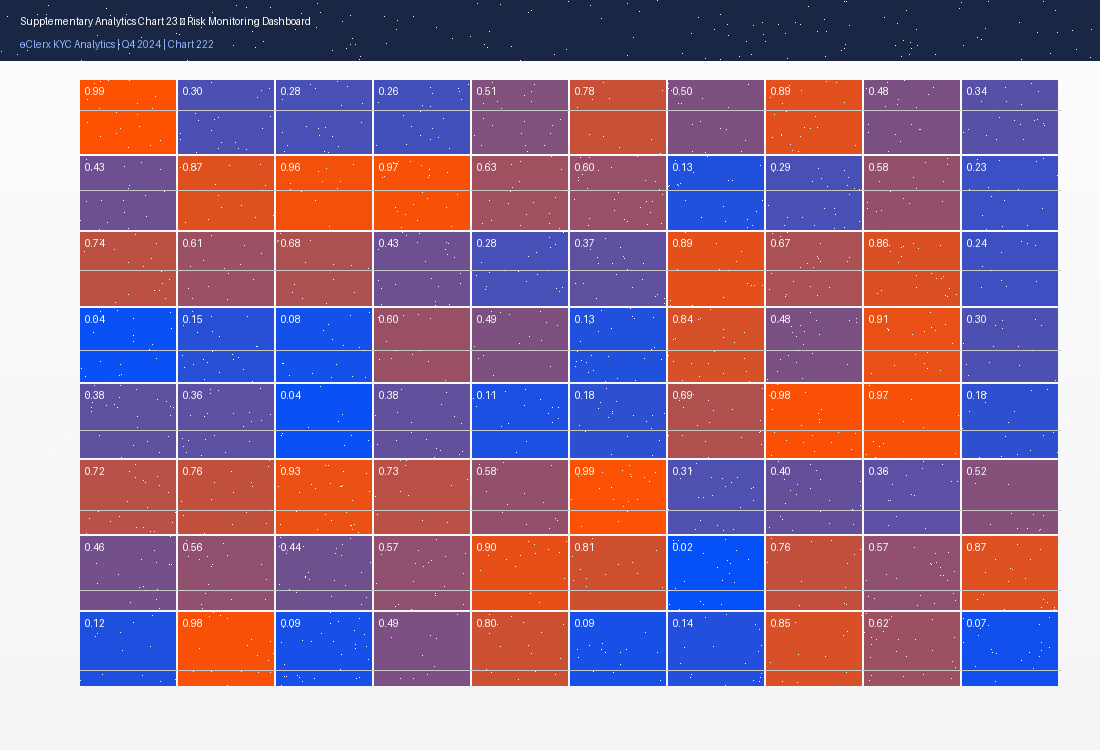 Supplementary Analytics Chart 23 Risk Monitoring Dashboard
eClerx KYC Analytics | Q4 2024 | Chart 222
0.99 0.30 0.28 0.26 0.51 0.78 0.50 0.89 0.48 0.34
0.43 0.87 0.96 0.97 0.63 0.60 0.13 0.29 0.58 0.23
0.74 0.61 0.68 0.43 0.28 0.37 0.89 0.67 0.86 0.24
0.04 0.15 0.08 0.60 0.49 0.13 0.84 0.48 0.91 0.30
0.38 0.36 0.04 0.38 0.11 0.18 0.69 0.98 0.97 0.18
0.72 0.76 0.93 0.73 0.58 0.99 0.31 0.40 0.36 0.52
0.46 0.56 0.44 0.57 0.90 0.81 0.02 0.76 0.57 0.87
0.12 0.98 0.09 0.49 0.80 0.09 0.14 0.85 0.62 0.07